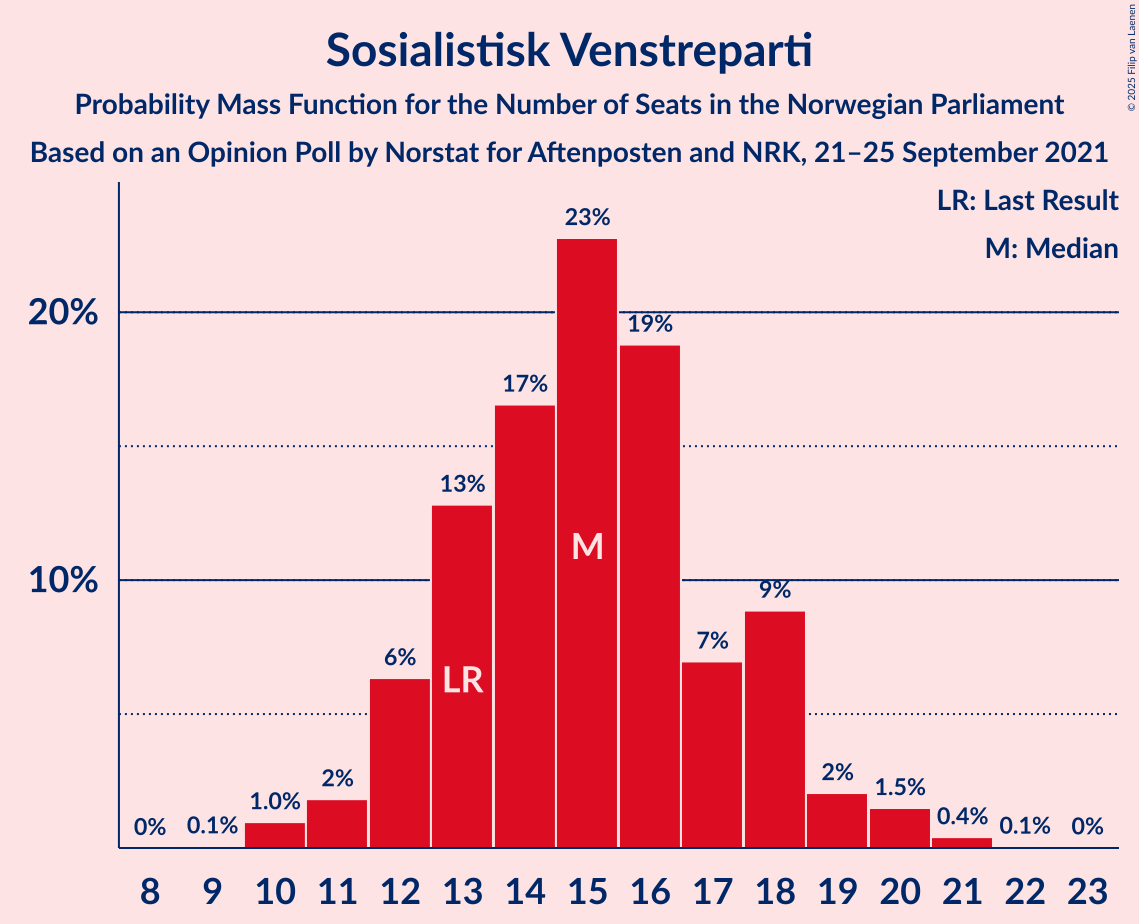 © 2025 Filip van Laenen
Sosialistisk Venstreparti
Probability Mass Function for the Number of Seats in the Norwegian Parliament
Based on an Opinion Poll by Norstat for Aftenposten and NRK, 21–25 September 2021
LR: Last Result
M: Median
20%
10%
0%
0.1%
1.0%
2%
6%
13%
17%
23%
19%
7%
9%
2%
1.5%
0.4%
0.1%
0%
LR
M
8 9 10 11 12 13 14 15 16 17 18 19 20 21 22 23